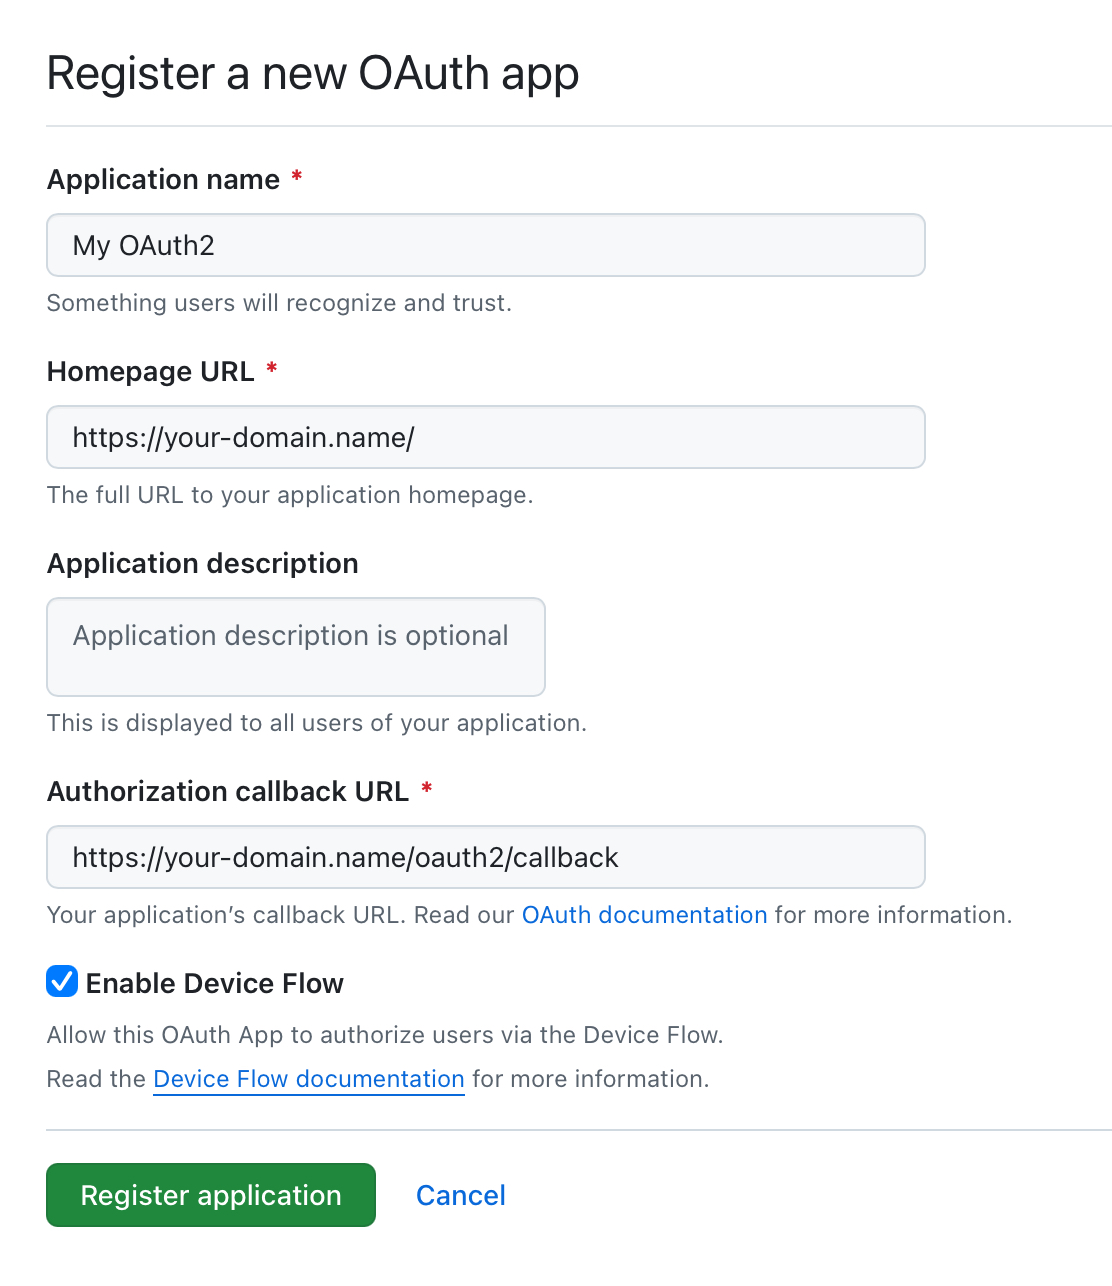 Register a new OAuth app
Application name *
My OAuth2
Something users will recognize and trust.
Homepage URL *
https://your-domain.name/
The full URL to your application homepage.
Application description
Application description is optional
This is displayed to all users of your application.
Authorization callback URL *
https://your-domain.name/oauth2/callback
Your application’s callback URL. Read our OAuth documentation for more information.
Enable Device Flow
Allow this OAuth App to authorize users via the Device Flow.
Read the Device Flow documentation for more information.
Register application Cancel